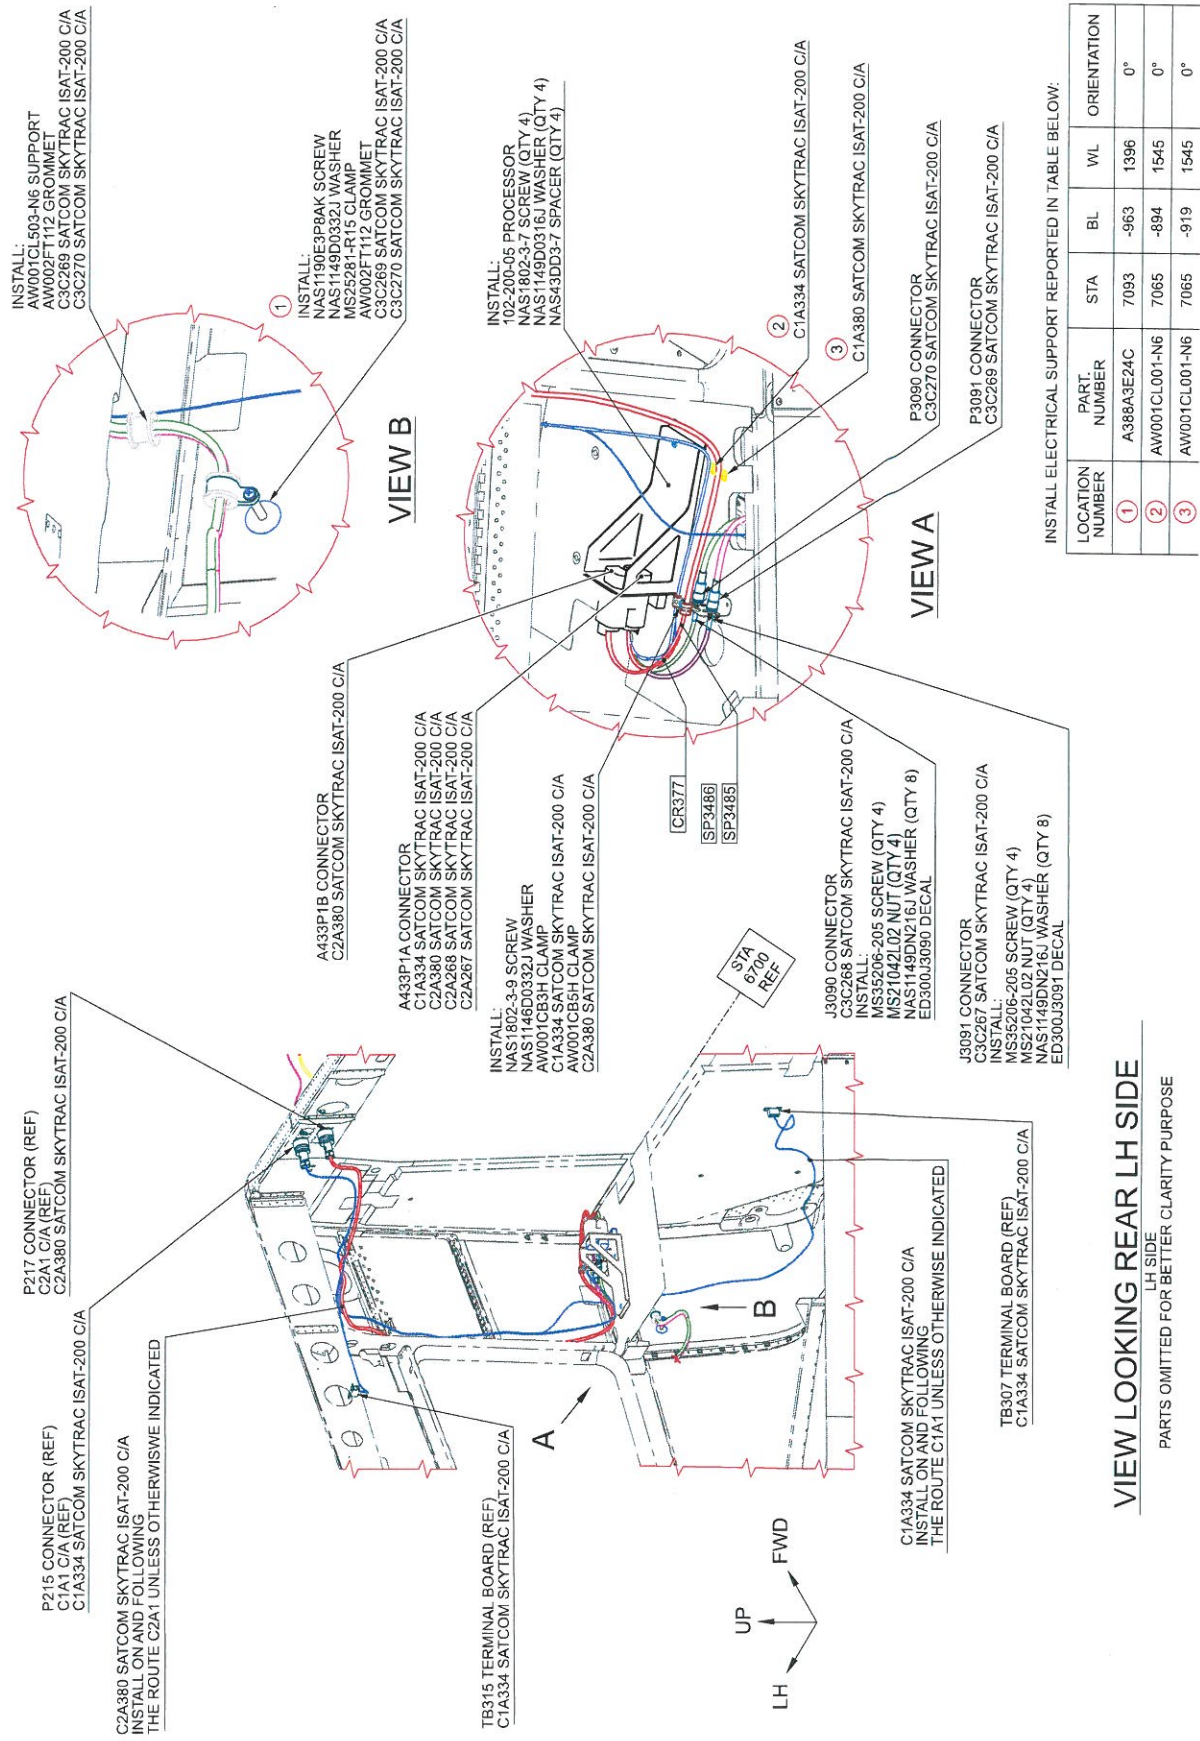 P217 CONNECTOR (REF)
C2A1 C/A (REF)
C2A380 SATCOM SKYTRAC ISAT-200 C/A
P215 CONNECTOR (REF)
C1A1 C/A (REF)
C1A334 SATCOM SKYTRAC ISAT-200 C/A
C2A380 SATCOM SKYTRAC ISAT-200 C/A
INSTALL ON AND FOLLOWING
THE ROUTE C2A1 UNLESS OTHERWISWE INDICATED
TB315 TERMINAL BOARD (REF)
C1A334 SATCOM SKYTRAC ISAT-200 C/A
A
B
UP
LH
FWD
STA
6700
REF
C1A334 SATCOM SKYTRAC ISAT-200 C/A
INSTALL ON AND FOLLOWING
THE ROUTE C1A1 UNLESS OTHERWISE INDICATED
TB307 TERMINAL BOARD (REF)
C1A334 SATCOM SKYTRAC ISAT-200 C/A
VIEW LOOKING REAR LH SIDE
LH SIDE
PARTS OMITTED FOR BETTER CLARITY PURPOSE
INSTALL:
AW001CL503-N6 SUPPORT
AW002FT112 GROMMET
C3C269 SATCOM SKYTRAC ISAT-200 C/A
C3C270 SATCOM SKYTRAC ISAT-200 C/A
1
INSTALL:
NAS1190E3P8AK SCREW
NAS1149D0332J WASHER
MS25281-R15 CLAMP
AW002FT112 GROMMET
C3C269 SATCOM SKYTRAC ISAT-200 C/A
C3C270 SATCOM SKYTRAC ISAT-200 C/A
VIEW B
A433P1B CONNECTOR
C2A380 SATCOM SKYTRAC ISAT-200 C/A
A433P1A CONNECTOR
C1A334 SATCOM SKYTRAC ISAT-200 C/A
C2A380 SATCOM SKYTRAC ISAT-200 C/A
C2A268 SATCOM SKYTRAC ISAT-200 C/A
C2A267 SATCOM SKYTRAC ISAT-200 C/A
INSTALL:
NAS1802-3-9 SCREW
NAS1146D0332J WASHER
AW001CB3H CLAMP
C1A334 SATCOM SKYTRAC ISAT-200 C/A
AW001CB5H CLAMP
C2A380 SATCOM SKYTRAC ISAT-200 C/A
CR377
SP3486
SP3485
J3090 CONNECTOR
C3C268 SATCOM SKYTRAC ISAT-200 C/A
INSTALL:
MS35206-205 SCREW (QTY 4)
MS21042L02 NUT (QTY 4)
NAS1149DN216J WASHER (QTY 8)
ED300J3090 DECAL
J3091 CONNECTOR
C3C267 SATCOM SKYTRAC ISAT-200 C/A
INSTALL:
MS35206-205 SCREW (QTY 4)
MS21042L02 NUT (QTY 4)
NAS1149DN216J WASHER (QTY 8)
ED300J3091 DECAL
INSTALL:
102-200-05 PROCESSOR
NAS1802-3-7 SCREW (QTY 4)
NAS1149D0316J WASHER (QTY 4)
NAS43DD3-7 SPACER (QTY 4)
2
C1A334 SATCOM SKYTRAC ISAT-200 C/A
3
C1A380 SATCOM SKYTRAC ISAT-200 C/A
P3090 CONNECTOR
C3C270 SATCOM SKYTRAC ISAT-200 C/A
P3091 CONNECTOR
C3C269 SATCOM SKYTRAC ISAT-200 C/A
VIEW A
INSTALL ELECTRICAL SUPPORT REPORTED IN TABLE BELOW:
LOCATION NUMBER PART. NUMBER STA BL WL ORIENTATION
1 A388A3E24C 7093 -963 1396 0°
2 AW001CL001-N6 7065 -894 1545 0°
3 AW001CL001-N6 7065 -919 1545 0°